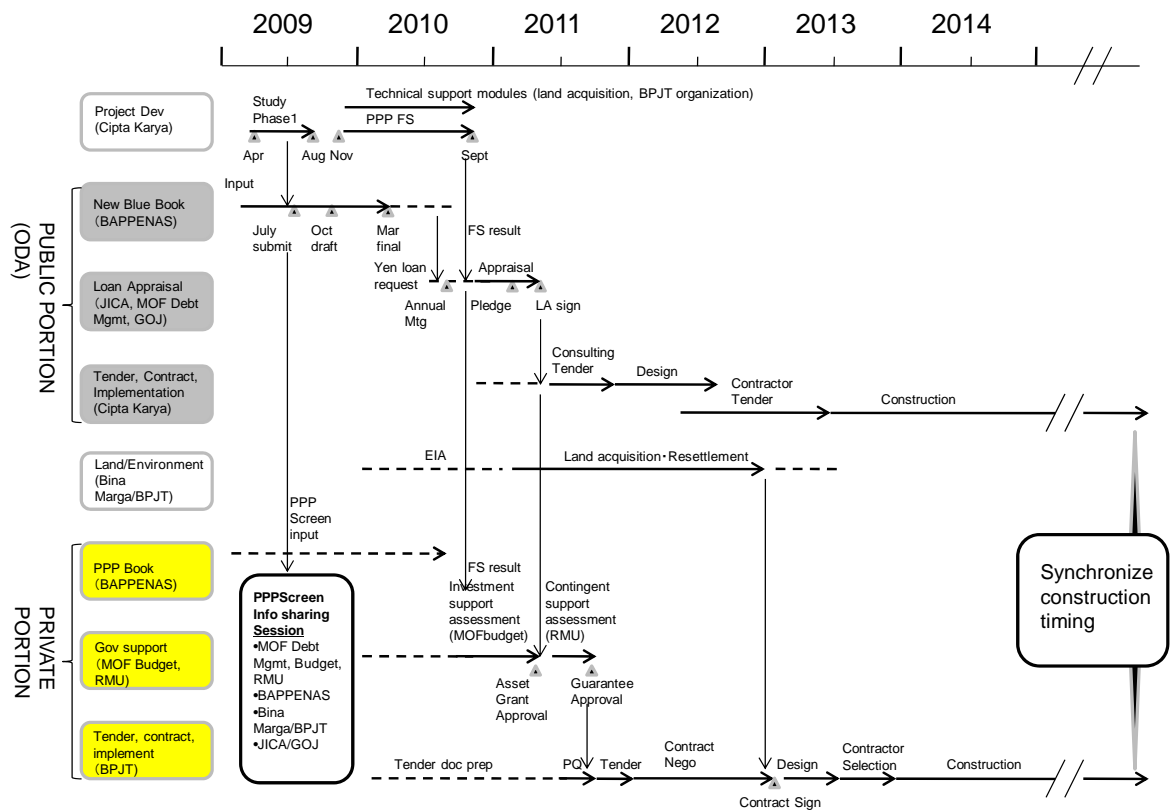 2009
2010
2011
2012
2013
2014
Project Dev
(Cipta Karya)
Study
Phase1
Technical support modules (land acquisition, BPJT organization)
PPP FS
Apr
Aug
Nov
Sept
PUBLIC PORTION
(ODA)
New Blue Book
(BAPPENAS)
Input
July
submit
Oct
draft
Mar
final
FS result
Loan Appraisal
(JICA, MOF Debt
Mgmt, GOJ)
Yen loan
request
Appraisal
Annual
Mtg
Pledge
LA sign
Tender, Contract,
Implementation
(Cipta Karya)
Consulting
Tender
Design
Contractor
Tender
Construction
Land/Environment
(Bina
Marga/BPJT)
EIA
Land acquisition・Resettlement
PRIVATE
PORTION
PPP
Screen
input
PPP Book
(BAPPENAS)
FS result
Investment
support
assessment
(MOFbudget)
Contingent
support
assessment
(RMU)
PPPScreen
Info sharing
Session
•MOF Debt
Mgmt, Budget,
RMU
•BAPPENAS
•Bina
Marga/BPJT
•JICA/GOJ
Gov support
(MOF Budget,
RMU)
Asset
Grant
Approval
Guarantee
Approval
Synchronize
construction
timing
Tender, contract,
implement
(BPJT)
Tender doc prep
PQ
Tender
Contract
Nego
Design
Contractor
Selection
Construction
Contract Sign